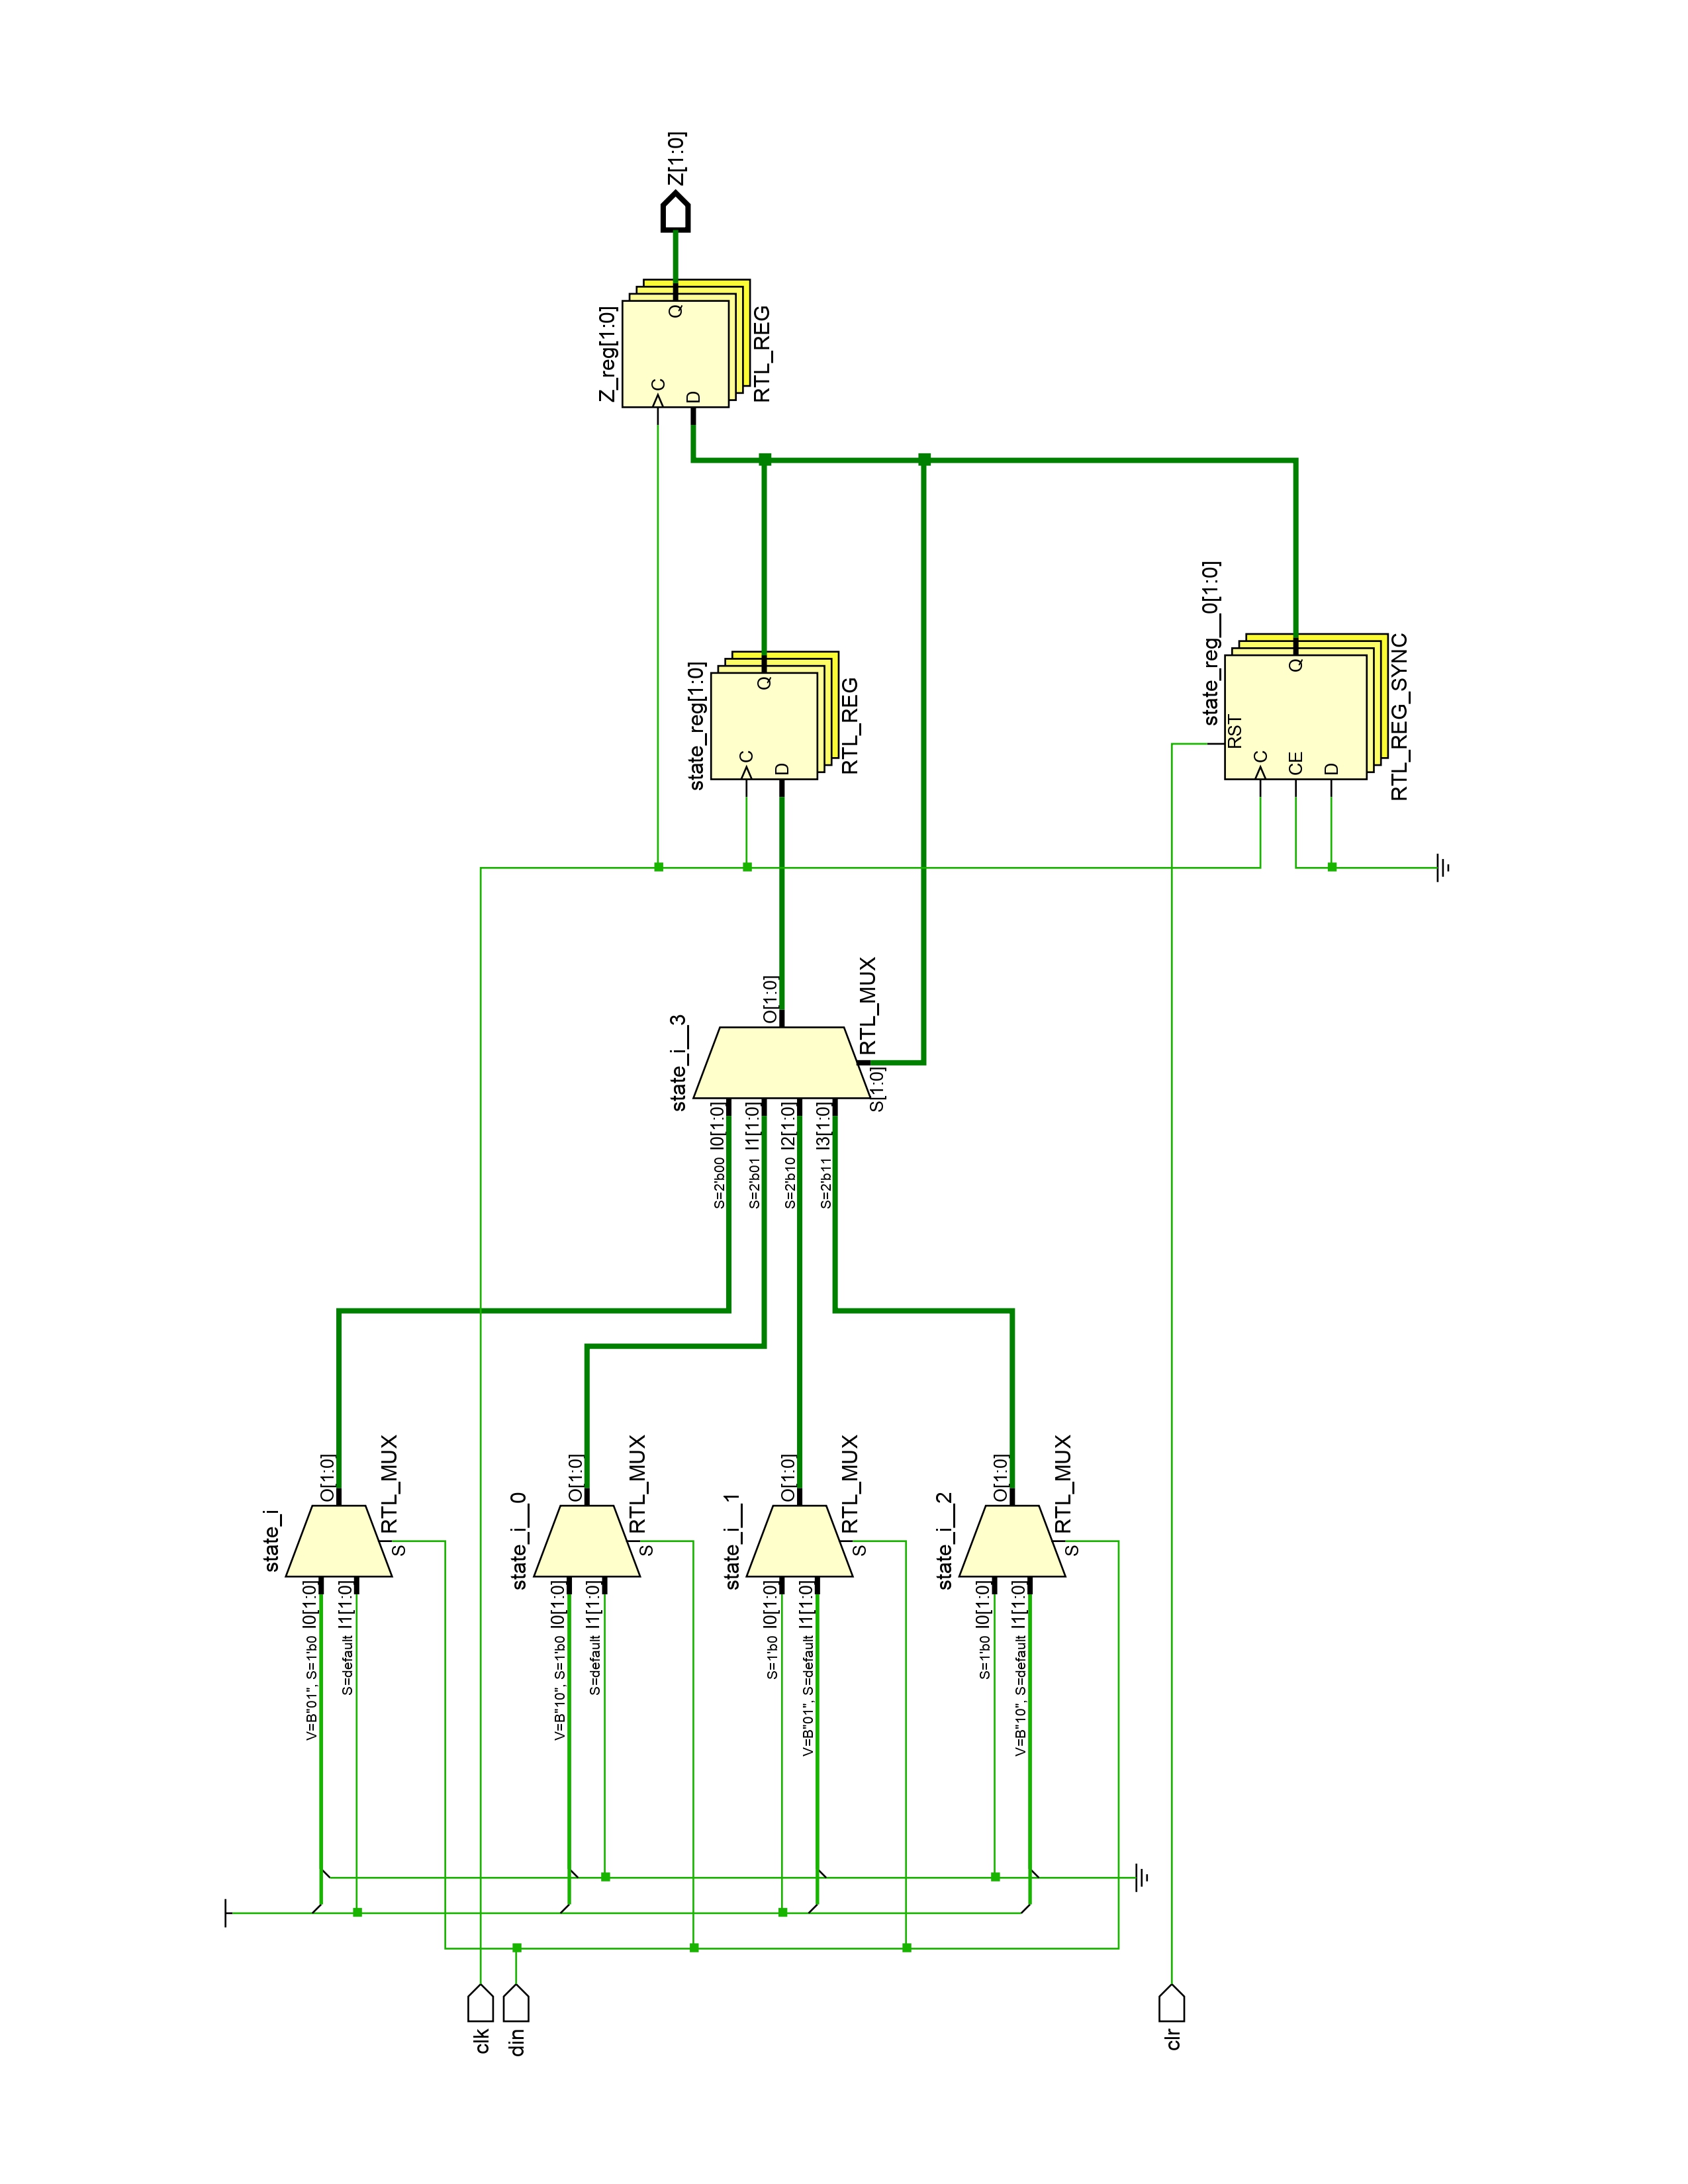 state_i
V=B"01", S=1'b0 I0[1:0]
S=default I1[1:0]
O[1:0]
S
RTL_MUX
clk
din
state_i__0
V=B"10", S=1'b0 I0[1:0]
S=default I1[1:0]
O[1:0]
S
RTL_MUX
state_i__1
S=1'b0 I0[1:0]
V=B"01", S=default I1[1:0]
O[1:0]
S
RTL_MUX
state_i__2
S=1'b0 I0[1:0]
V=B"10", S=default I1[1:0]
O[1:0]
S
RTL_MUX
clr
state_i__3
S=2'b00 I0[1:0]
S=2'b01 I1[1:0]
S=2'b10 I2[1:0]
S=2'b11 I3[1:0]
O[1:0]
S[1:0]
RTL_MUX
state_reg[1:0]
C
D
Q
RTL_REG
Z_reg[1:0]
C
D
Q
RTL_REG
Z[1:0]
state_reg__0[1:0]
RST
C
CE
D
Q
RTL_REG_SYNC